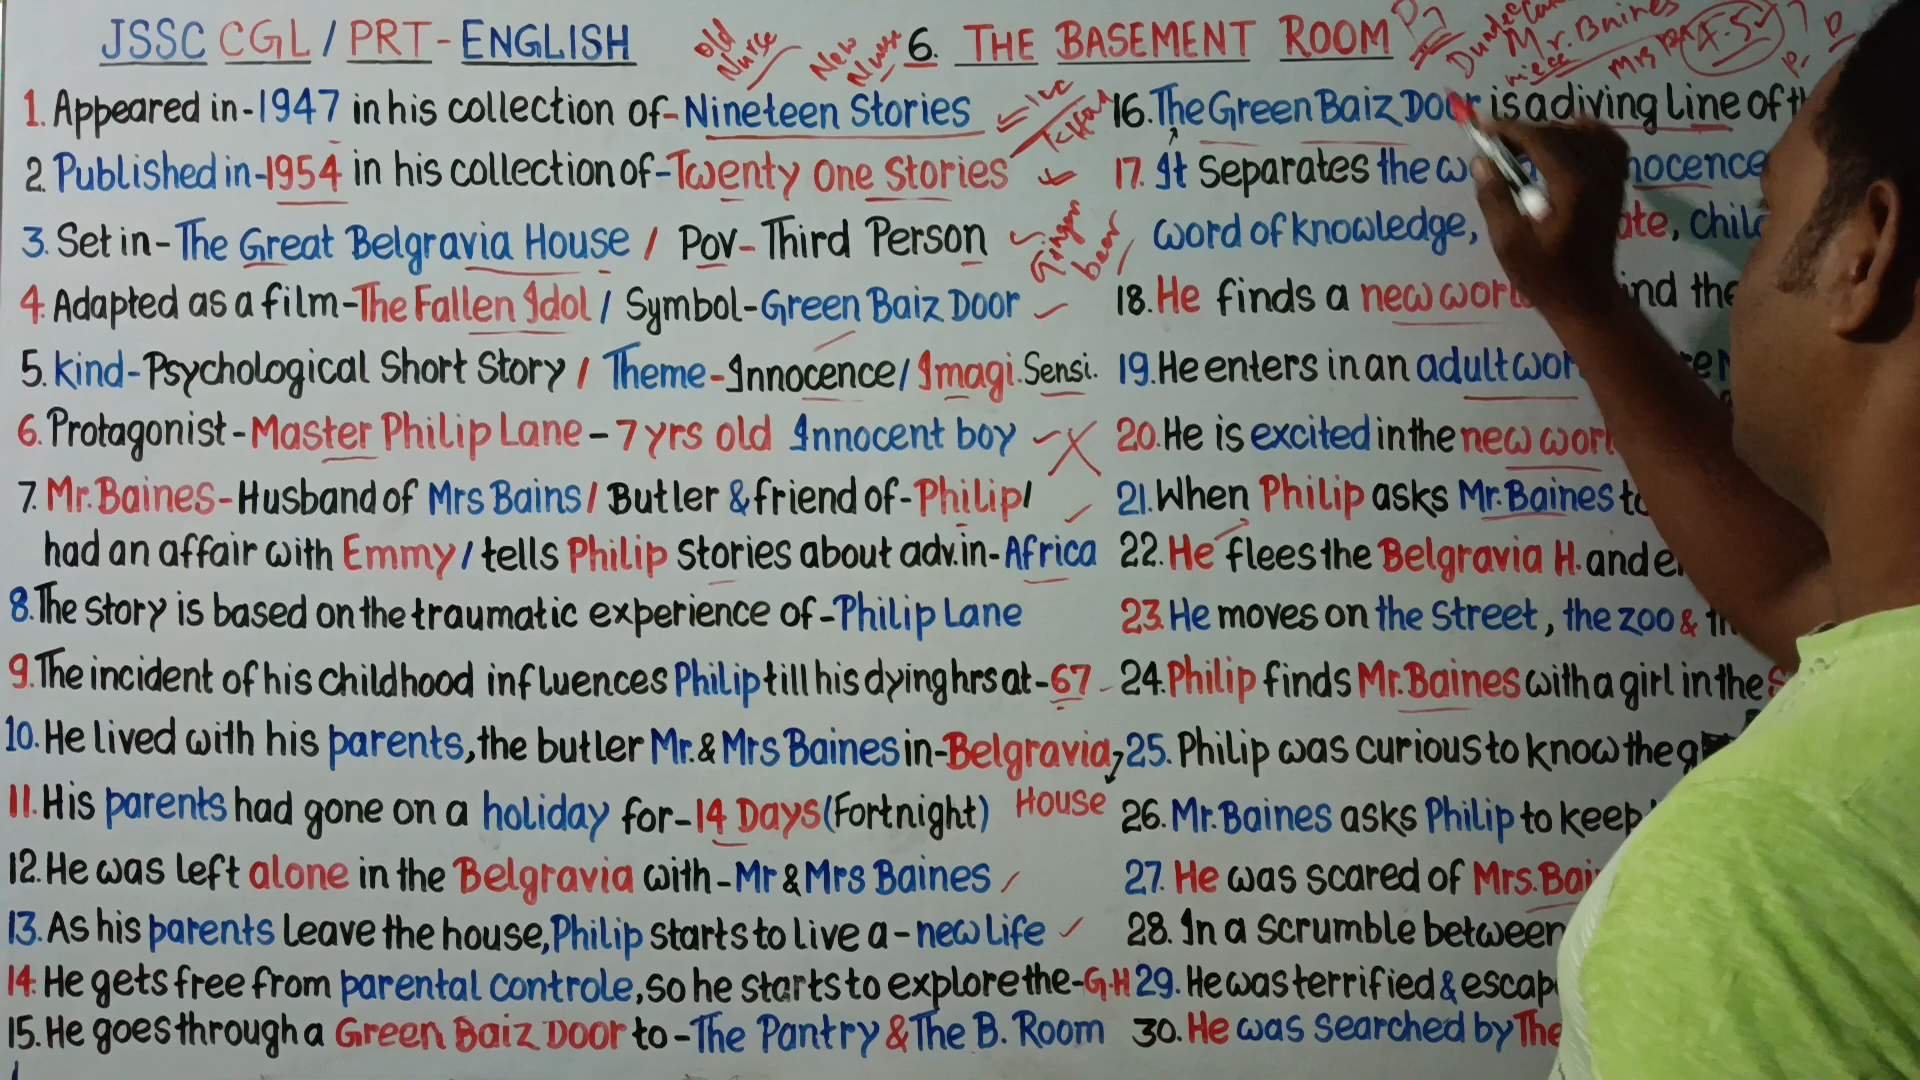 JSSC CGL / PRT - ENGLISH
6. THE BASEMENT ROOM
old Nurse
New Nurse
Mr. Baines
niece
4-5
1. Appeared in-1947 in his collection of-Nineteen Stories
Icc
2. Published in-1954 in his collection of-Twenty One Stories
3. Set in-The Great Belgravia House / Pov-Third Person
Ginger bear
4. Adapted as a film-The Fallen Idol / Symbol-Green Baiz Door
5. Kind-Psychological Short Story / Theme-Innocence/Imagi.Sensi.
6. Protagonist-Master Philip Lane-7 yrs old Innocent boy
7. Mr.Baines-Husband of Mrs Bains/ Butler & friend of-Philip/
had an affair with Emmy/tells Philip Stories about adv.in-Africa
8. The story is based on the traumatic experience of-Philip Lane
9. The incident of his childhood influences Philip till his dying hrs at-67
10. He lived with his parents, the butler Mr.& Mrs Baines in-Belgravia
House
11. His parents had gone on a holiday for-14 Days(Fortnight)
12. He was left alone in the Belgravia with-Mr & Mrs Baines
13. As his parents leave the house, Philip starts to live a-new life
14. He gets free from parental controle, so he starts to explore the-G.H
15. He goes through a Green Baiz Door to-The Pantry & The B. Room
16. The Green Baiz Door is a diving line of
17. It Separates the
word of knowledge, child
18. He finds a new the
19. He enters in an adult
20. He is excited in the new
21. When Philip asks Mr.Baines
22. He flees the Belgravia H. and
23. He moves on the Street, the zoo &
24. Philip finds Mr.Baines with a girl in the
25. Philip was curious to know the
26. Mr.Baines asks Philip to keep
27. He was scared of Mrs.
28. In a scrumble between
29. He was terrified &
30. He was searched by The